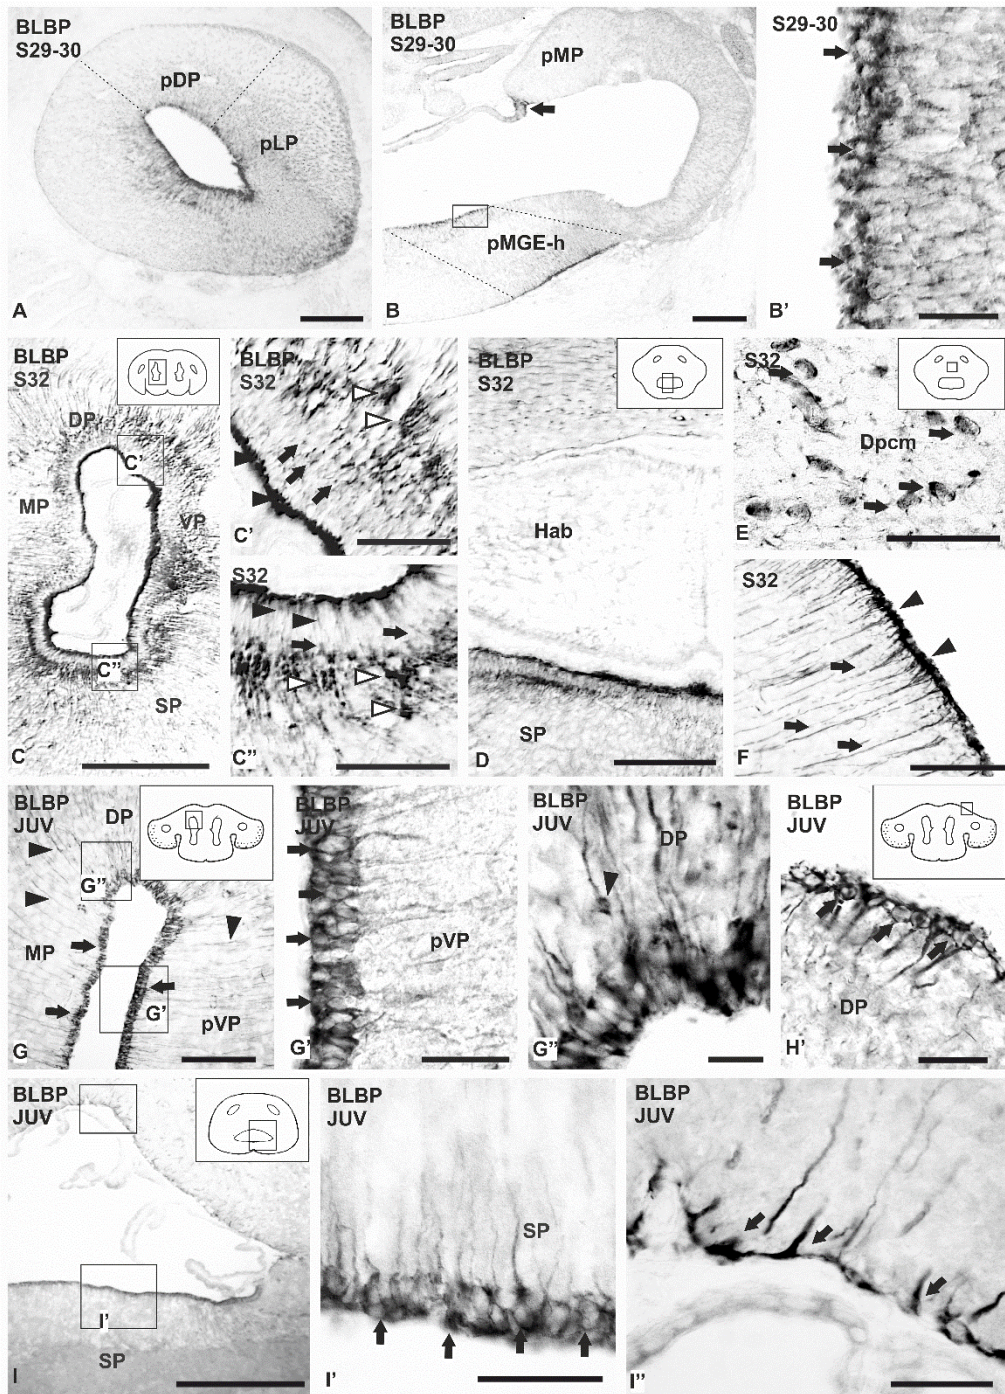 BLBP
S29-30
pDP
pLP
A
BLBP
S29-30
pMP
pMGE-h
B
S29-30
B’
BLBP
S32
DP
C’
MP
VP
C’’
SP
C
BLBP
S32
C’
S32
C’’
BLBP
S32
Hab
SP
D
S32
Dpcm
E
S32
F
BLBP
JUV
DP
G’’
MP
G’
pVP
G
BLBP
JUV
pVP
G’
BLBP
JUV
DP
G’’
BLBP
JUV
DP
H’
BLBP
JUV
I’
SP
I
BLBP
JUV
SP
I’
BLBP
JUV
I’’